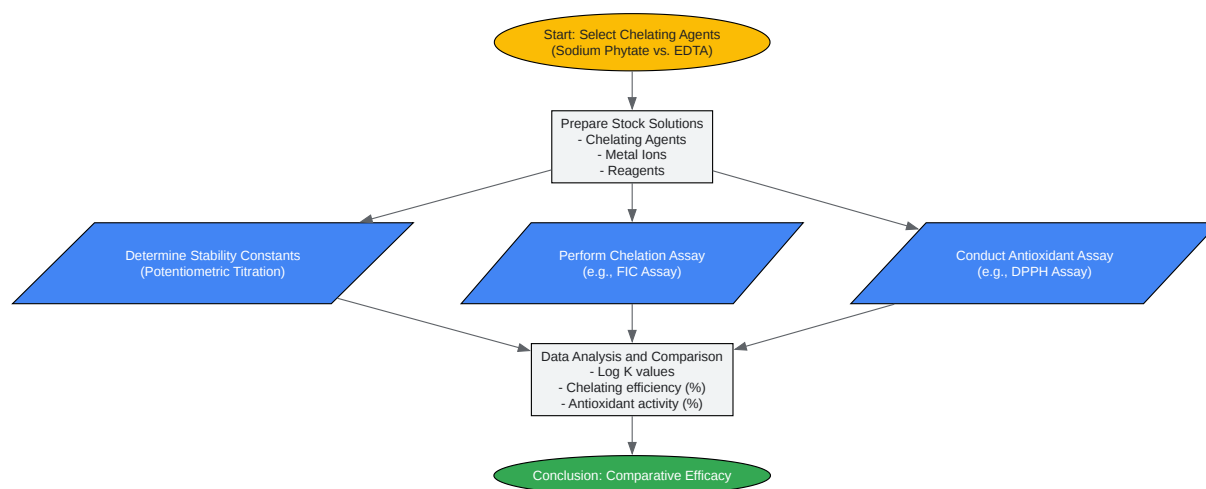 Start: Select Chelating Agents
(Sodium Phytate vs. EDTA)
Prepare Stock Solutions
- Chelating Agents
- Metal Ions
- Reagents
Determine Stability Constants
(Potentiometric Titration)
Perform Chelation Assay
(e.g., FIC Assay)
Conduct Antioxidant Assay
(e.g., DPPH Assay)
Data Analysis and Comparison
- Log K values
- Chelating efficiency (%)
- Antioxidant activity (%)
Conclusion: Comparative Efficacy